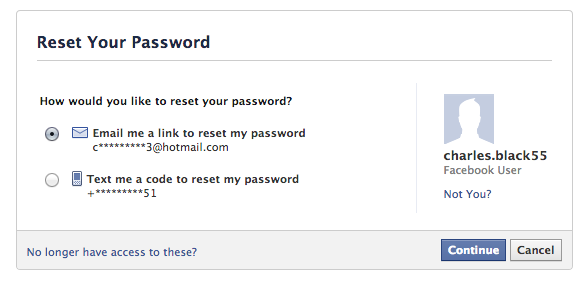 Reset Your Password
How would you like to reset your password?
Email me a link to reset my password
c*********3@hotmail.com
Text me a code to reset my password
+*********51
charles.black55
Facebook User
Not You?
No longer have access to these?
Continue
Cancel